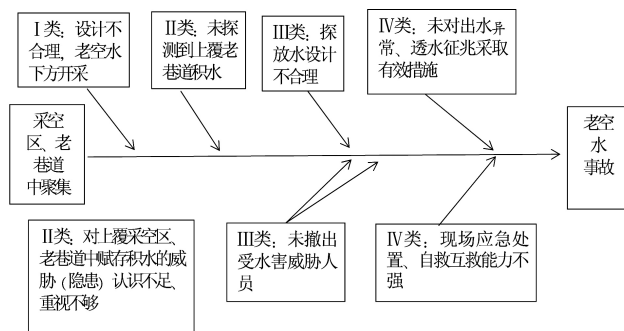 I类：设计不
合理，老空水
下方开采
II类：未探
测到上覆老
巷道积水
III类：探
放水设计
不合理
IV类：未对出水异
常、透水征兆采取
有效措施
采空
区、老
巷道
中聚集
老空
水
事故
II类：对上覆采空区、
老巷道中赋存积水的威
胁（隐患）认识不足、
重视不够
III类：未撤出
受水害威胁人
员
IV类：现场应急处
置、自救互救能力不
强